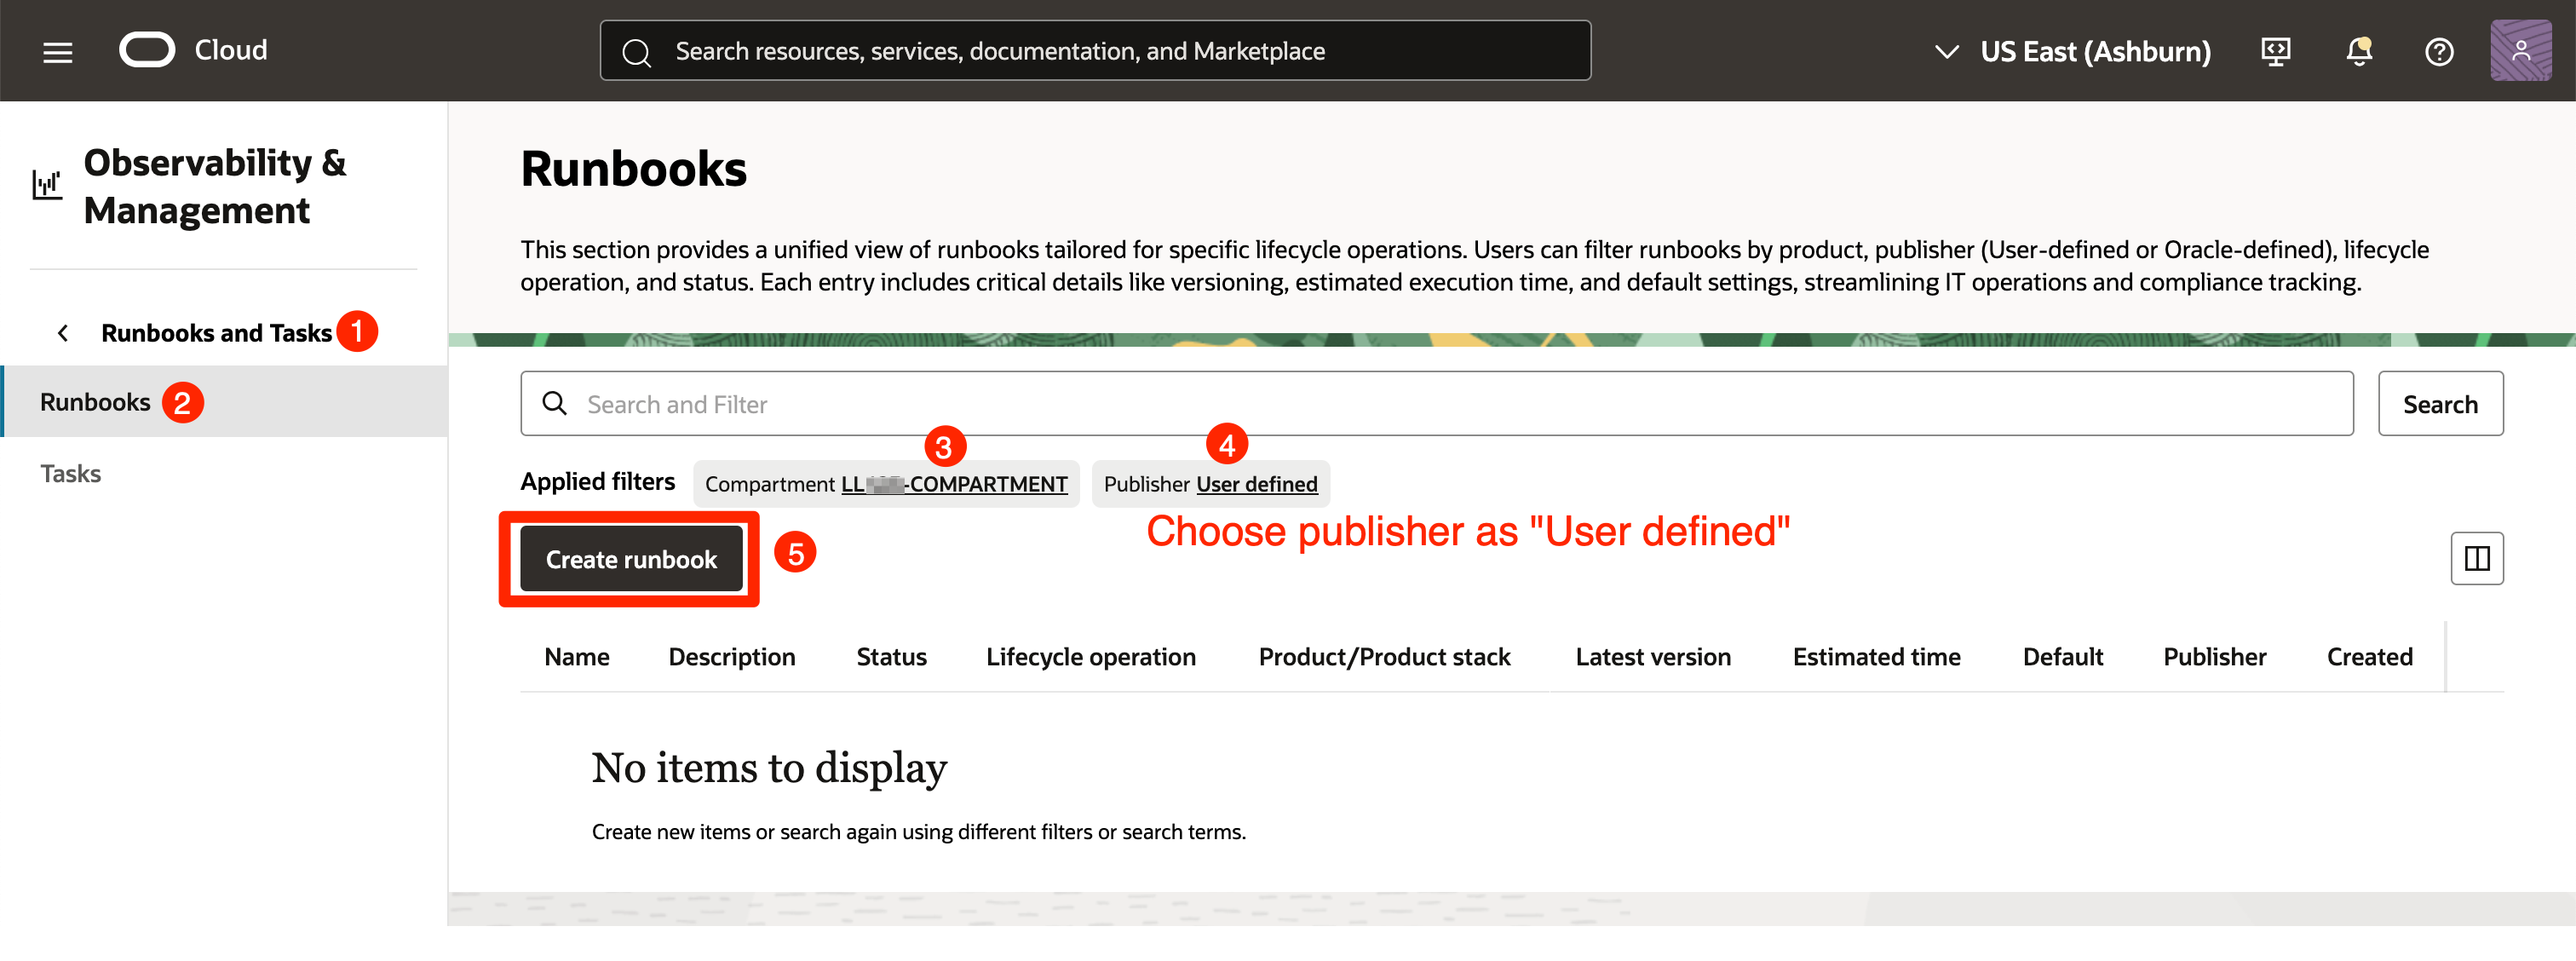 Cloud
Search resources, services, documentation, and Marketplace
US East (Ashburn)
Observability &
Management
Runbooks and Tasks 1
Runbooks 2
Tasks
Runbooks
This section provides a unified view of runbooks tailored for specific lifecycle operations. Users can filter runbooks by product, publisher (User-defined or Oracle-defined), lifecycle
operation, and status. Each entry includes critical details like versioning, estimated execution time, and default settings, streamlining IT operations and compliance tracking.
Search and Filter
Search
3 4
Applied filters Compartment LL -COMPARTMENT Publisher User defined
Choose publisher as "User defined"
Create runbook 5
Name Description Status Lifecycle operation Product/Product stack Latest version Estimated time Default Publisher Created
No items to display
Create new items or search again using different filters or search terms.